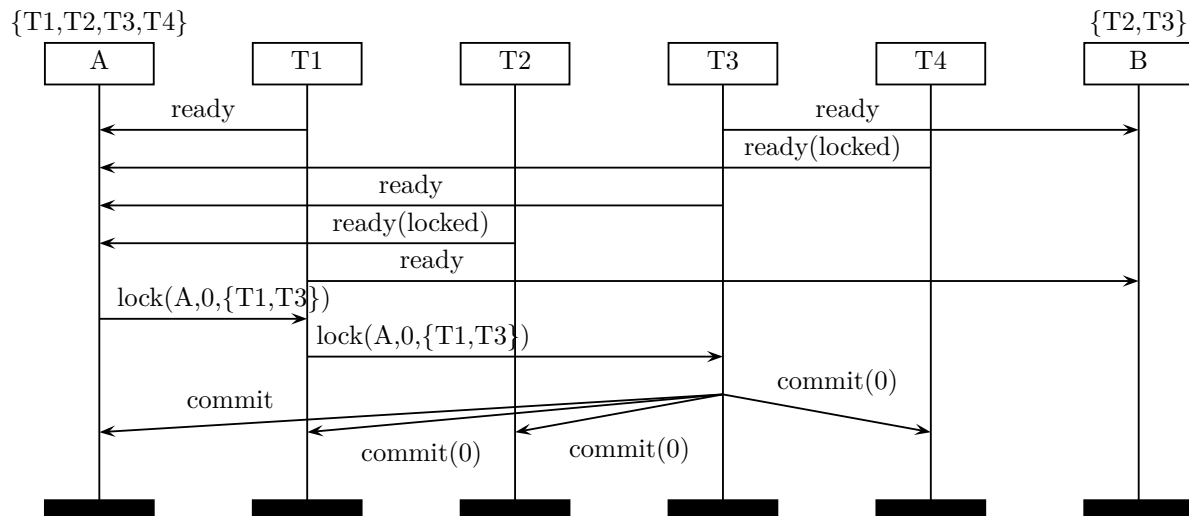 {T1,T2,T3,T4} {T2,T3}
A T1 T2 T3 T4 B
ready ready
ready(locked)
ready
ready(locked)
ready
lock(A,0,{T1,T3})
lock(A,0,{T1,T3})
commit(0)
commit
commit(0) commit(0)